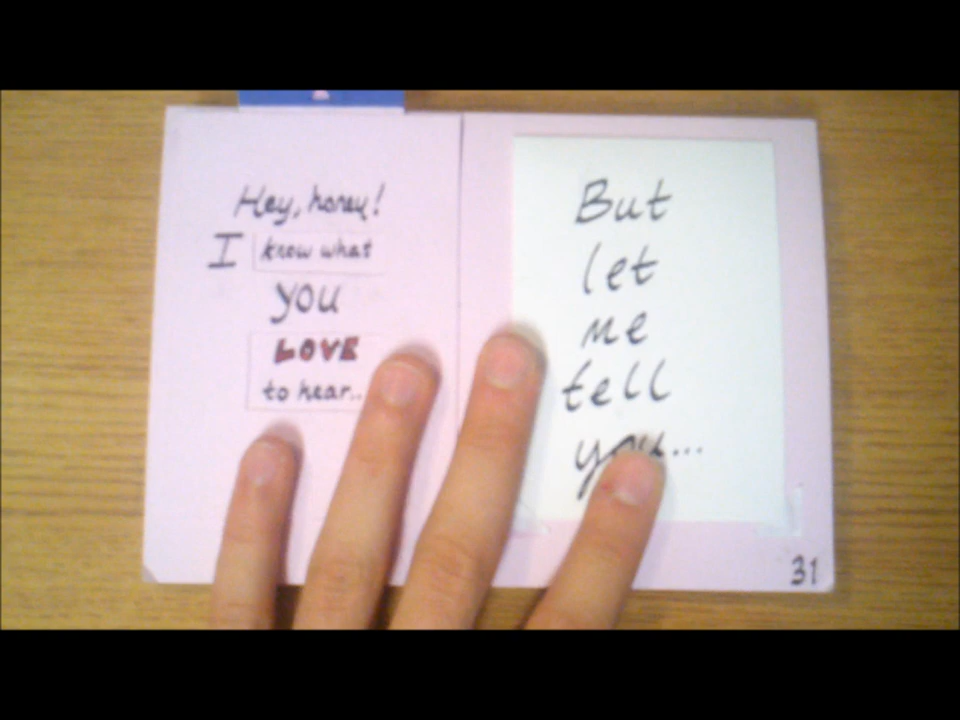 Hey, honey!
I know what
you
LOVE
to hear..
But
let
me
tell
you...
31